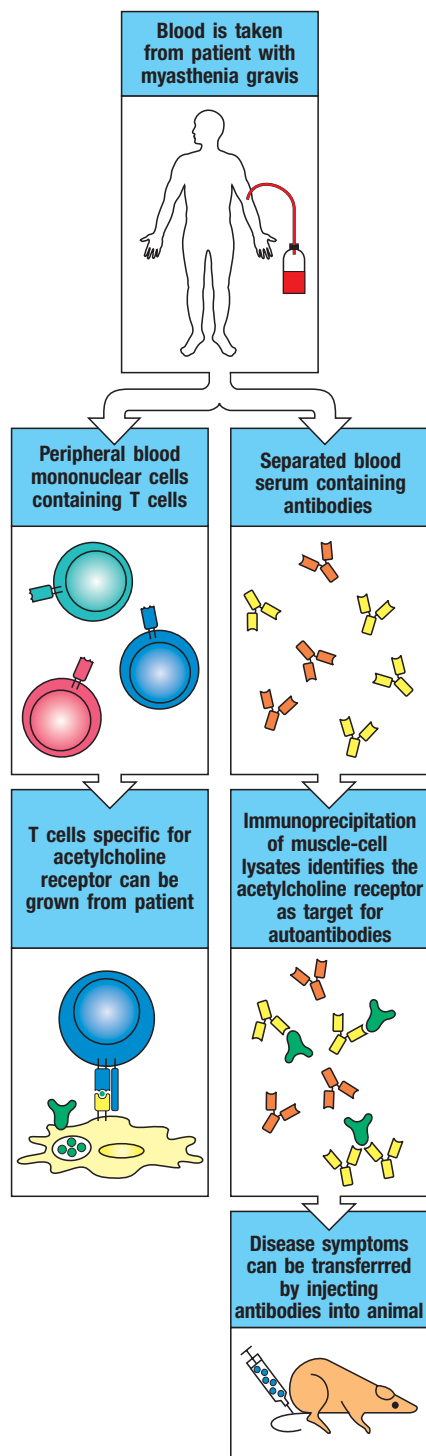 Blood is taken
from patient with
myasthenia gravis
Peripheral blood
mononuclear cells
containing T cells
Separated blood
serum containing
antibodies
T cells specific for
acetylcholine
receptor can be
grown from patient
Immunoprecipitation
of muscle-cell
lysates identifies the
acetylcholine receptor
as target for
autoantibodies
Disease symptoms
can be transferrred
by injecting
antibodies into animal